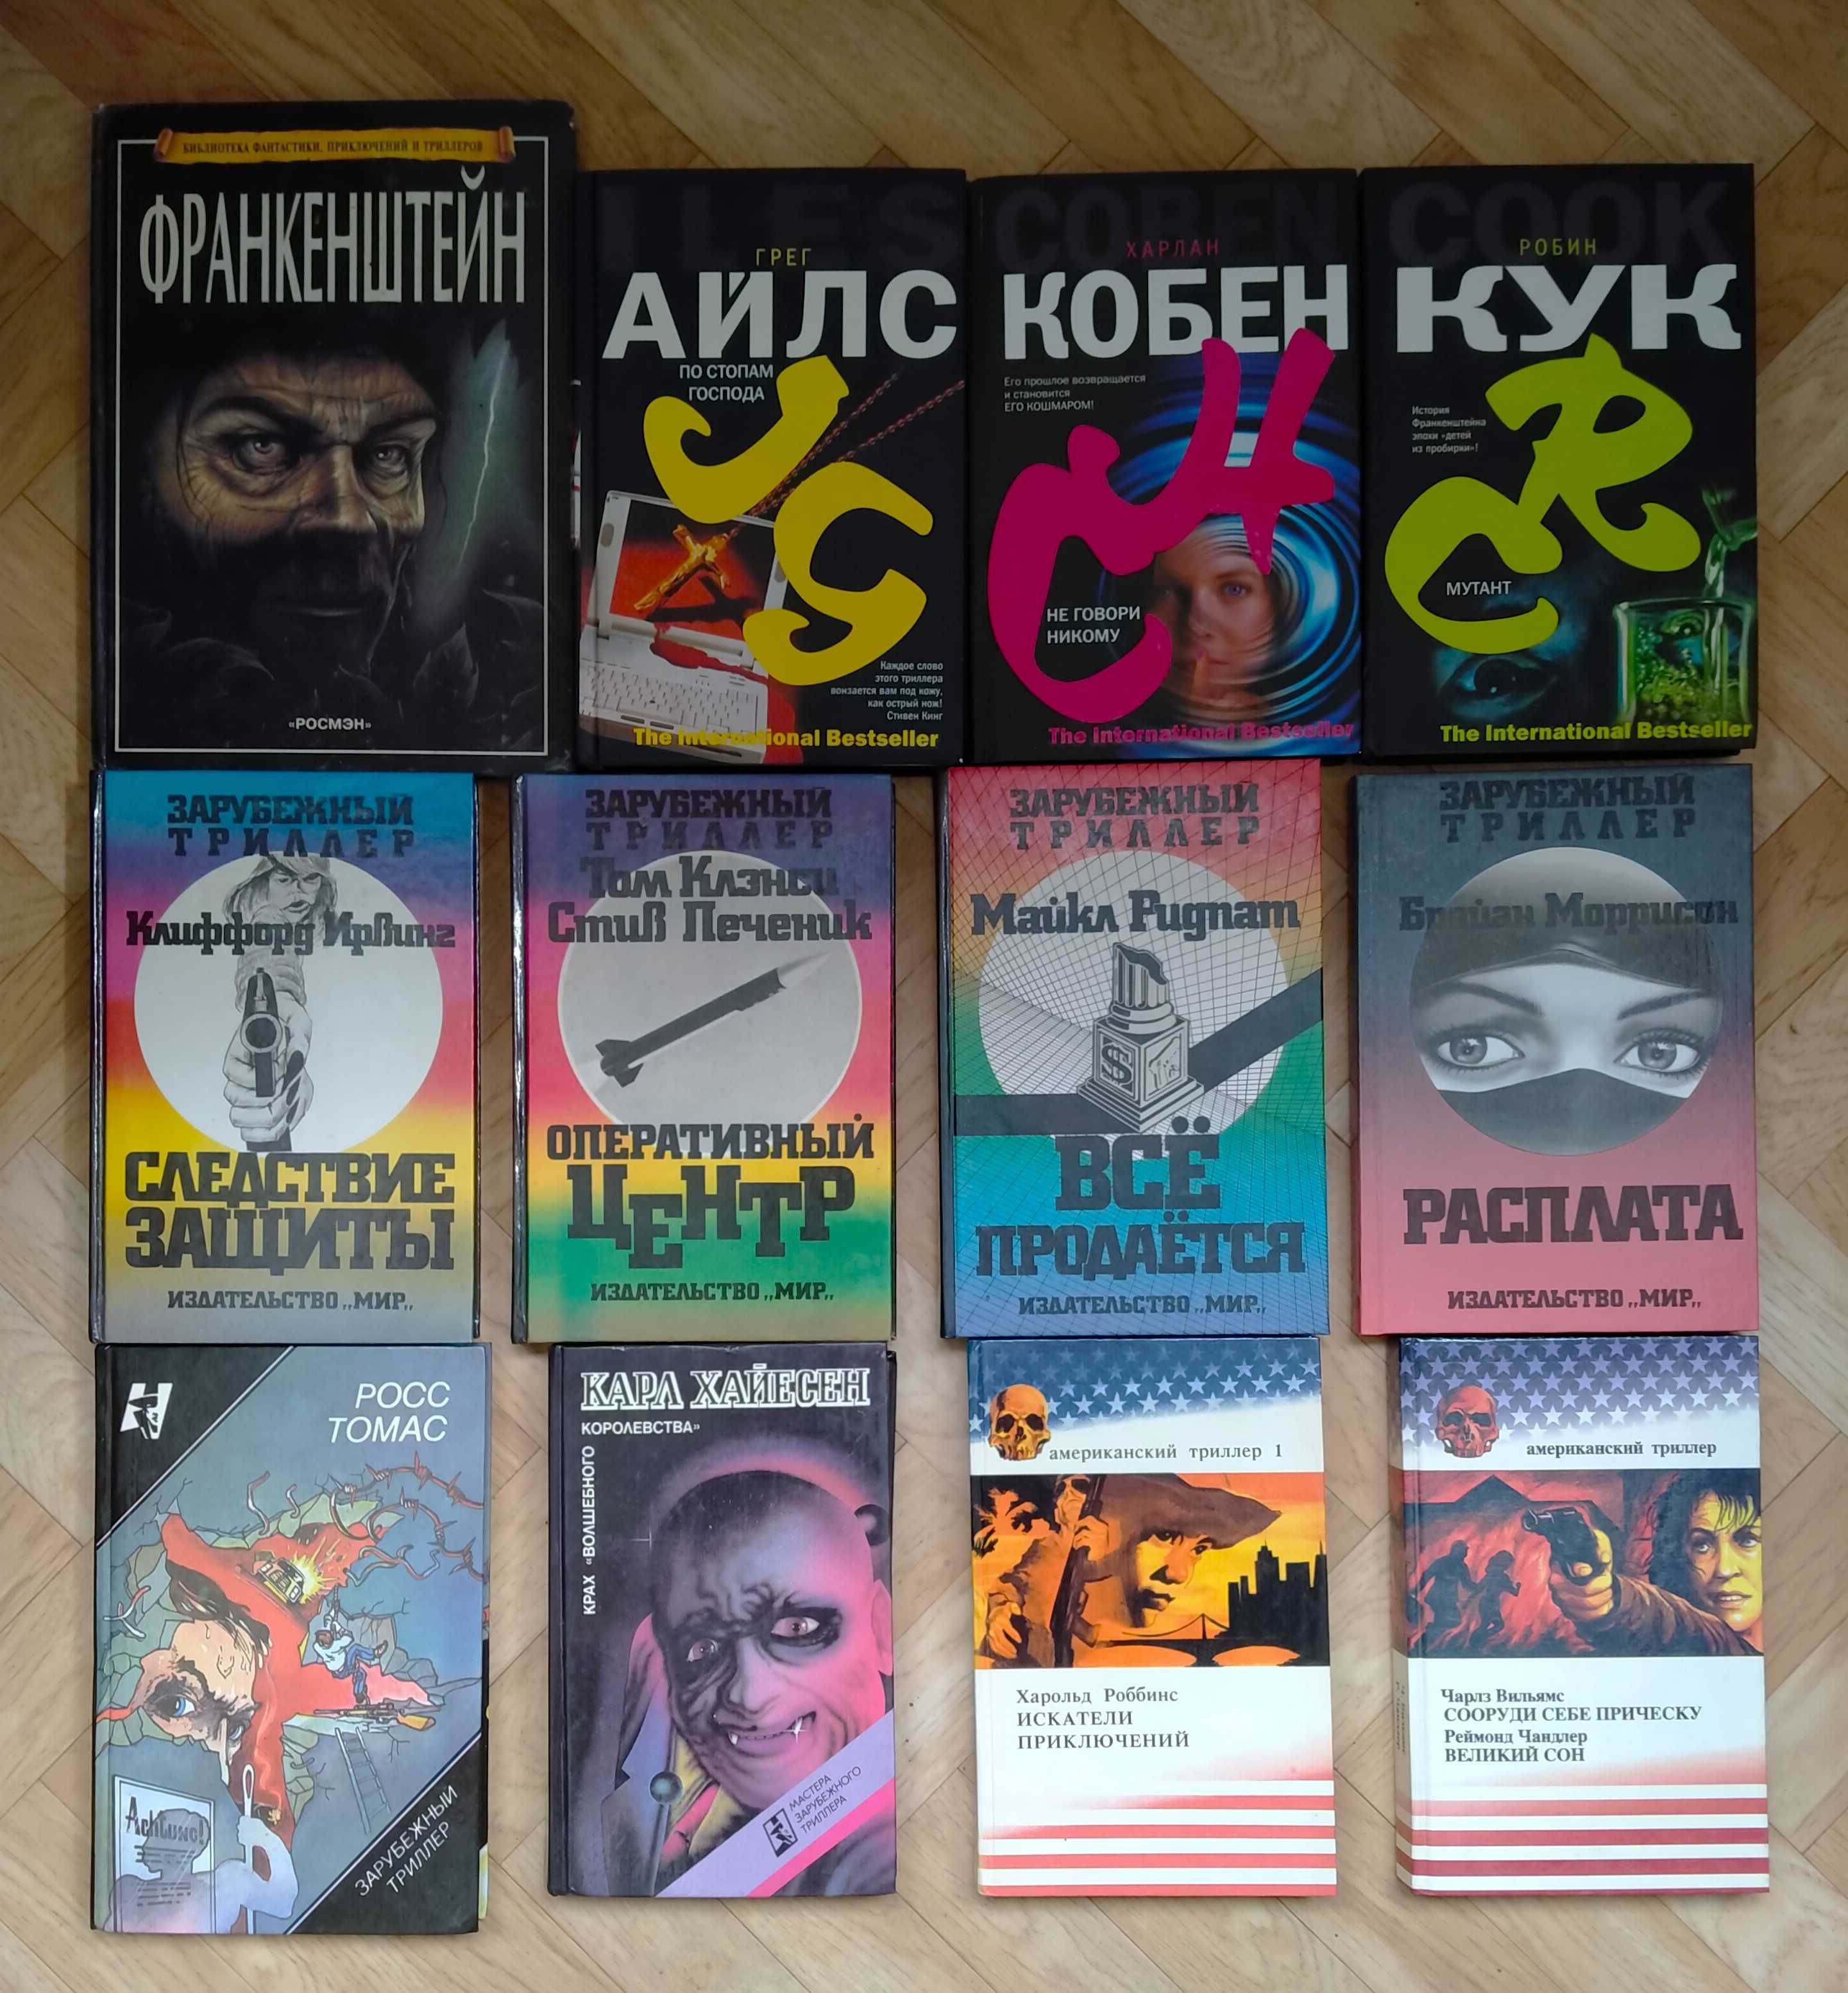 БИБЛИОТЕКА ФАНТАСТИКИ, ПРИКЛЮЧЕНИЙ И ТРИЛЛЕРОВ
ФРАНКЕНШТЕЙН
«РОСМЭН»
ILES
ГРЕГ
АЙЛС
ПО СТОПАМ
ГОСПОДА
Каждое слово
этого триллера
вонзается вам под кожу,
как острый нож!
Стивен Кинг
The International Bestseller
COBEN
ХАРЛАН
КОБЕН
Его прошлое возвращается
и становится
ЕГО КОШМАРОМ!
НЕ ГОВОРИ
НИКОМУ
The International Bestseller
COOK
РОБИН
КУК
История
Франкенштейна
эпохи «детей
из пробирки»!
МУТАНТ
The International Bestseller
ЗАРУБЕЖНЫЙ
ТРИЛЛЕР
Клиффорд Ирвинг
СЛЕДСТВИЕ
ЗАЩИТЫ
ИЗДАТЕЛЬСТВО „МИР„
ЗАРУБЕЖНЫЙ
ТРИЛЛЕР
Том Клэнси
Стив Печеник
ОПЕРАТИВНЫЙ
ЦЕНТР
ИЗДАТЕЛЬСТВО „МИР„
ЗАРУБЕЖНЫЙ
ТРИЛЛЕР
Майкл Ридпат
$
ВСЁ
ПРОДАЁТСЯ
ИЗДАТЕЛЬСТВО „МИР„
ЗАРУБЕЖНЫЙ
ТРИЛЛЕР
Брайан Моррисон
РАСПЛАТА
ИЗДАТЕЛЬСТВО „МИР„
РОСС
ТОМАС
Achtung!
ЗАРУБЕЖНЫЙ
ТРИЛЛЕР
КАРЛ ХАЙЕСЕН
КРАХ «ВОЛШЕБНОГО
КОРОЛЕВСТВА»
МАСТЕРА
ЗАРУБЕЖНОГО
ТРИЛЛЕРА
американский триллер 1
Харольд Роббинс
ИСКАТЕЛИ
ПРИКЛЮЧЕНИЙ
американский триллер
Чарлз Вильямс
СООРУДИ СЕБЕ ПРИЧЕСКУ
Реймонд Чандлер
ВЕЛИКИЙ СОН